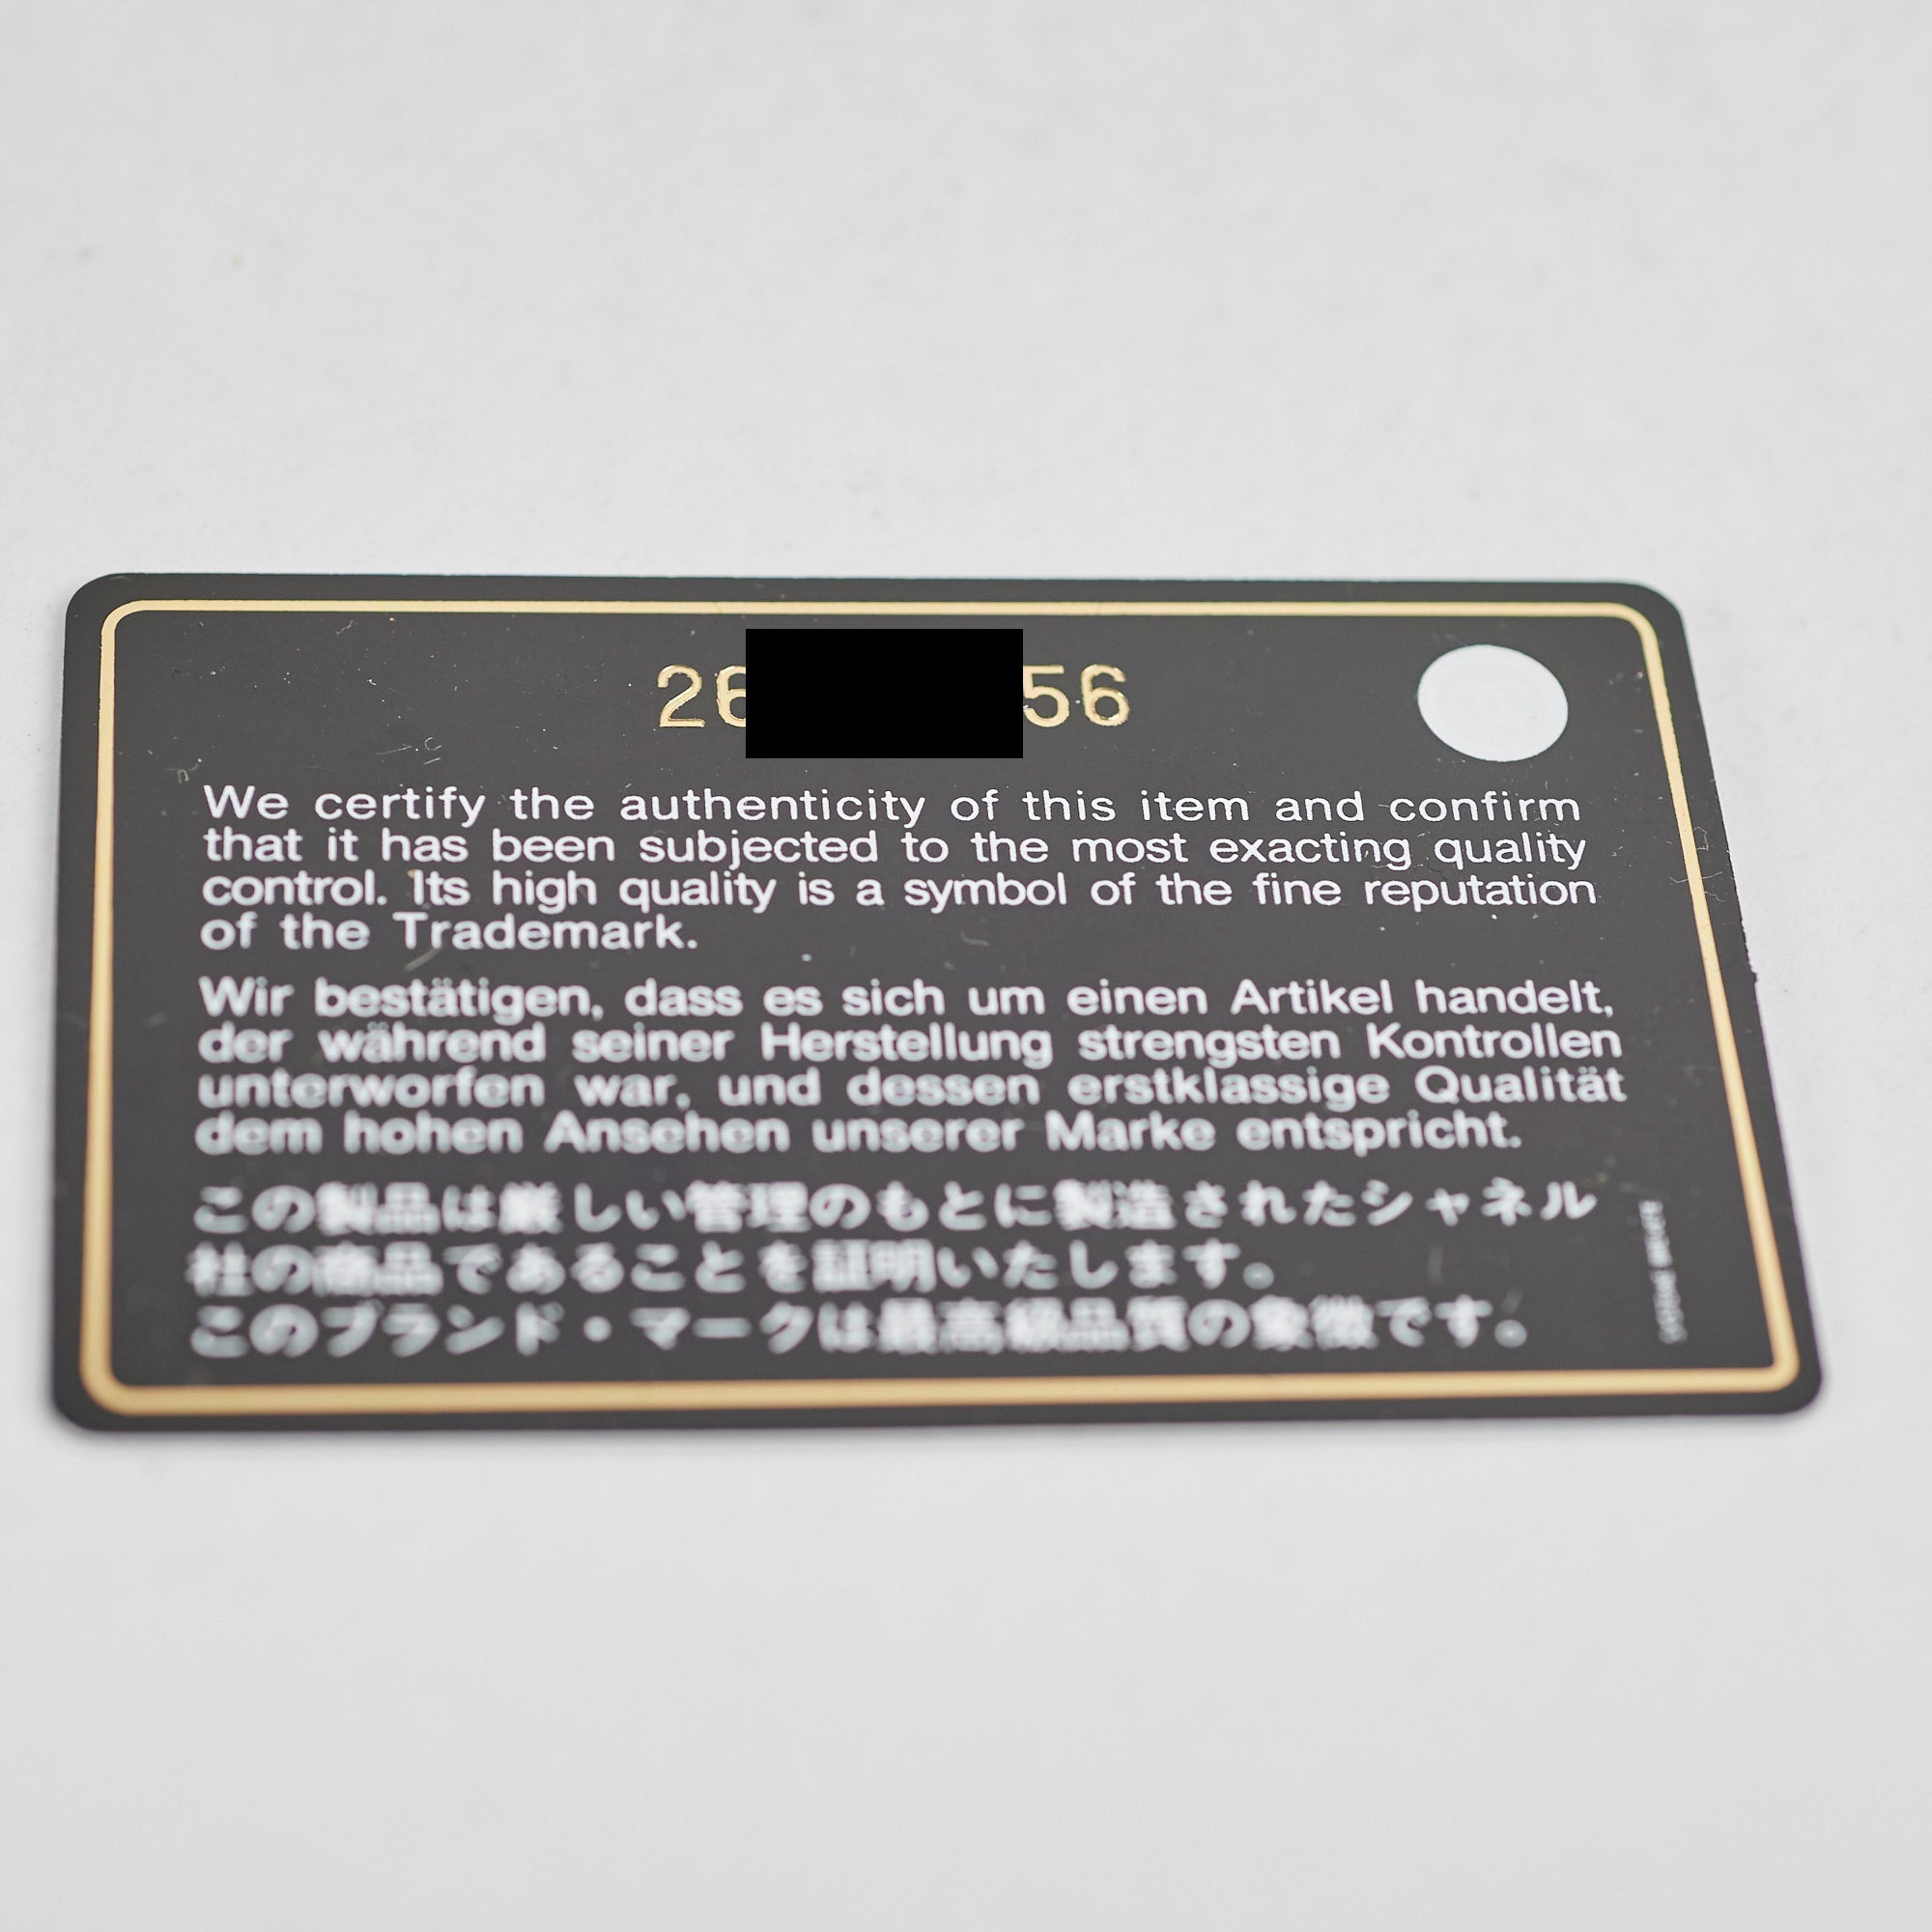 26 56
We certify the authenticity of this item and confirm
that it has been subjected to the most exacting quality
control. Its high quality is a symbol of the fine reputation
of the Trademark.
Wir bestätigen, dass es sich um einen Artikel handelt,
der während seiner Herstellung strengsten Kontrollen
unterworfen war, und dessen erstklassige Qualität
dem hohen Ansehen unserer Marke entspricht.
この製品は厳しい管理のもとに製造されたシャネル
社の商品であることを証明いたします。
このブランド・マークは最高級品質の象徴です。